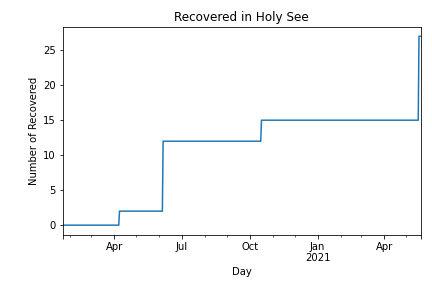 Recovered in Holy See
Number of Recovered
25
20
15
10
5
0
Apr
Jul
Oct
Jan
2021
Apr
Day